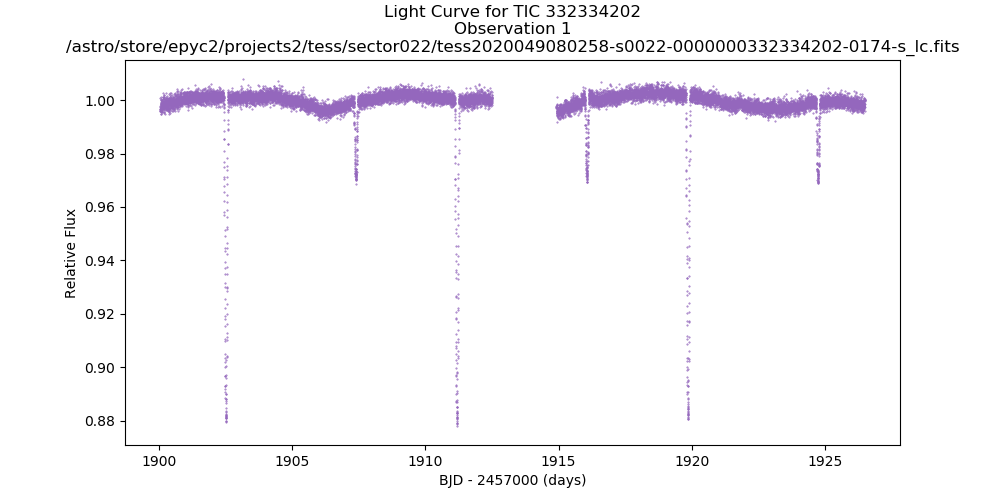 Light Curve for TIC 332334202
Observation 1
/astro/store/epyc2/projects2/tess/sector022/tess2020049080258-s0022-0000000332334202-0174-s_lc.fits
Relative Flux
1.00
0.98
0.96
0.94
0.92
0.90
0.88
1900 1905 1910 1915 1920 1925
BJD - 2457000 (days)